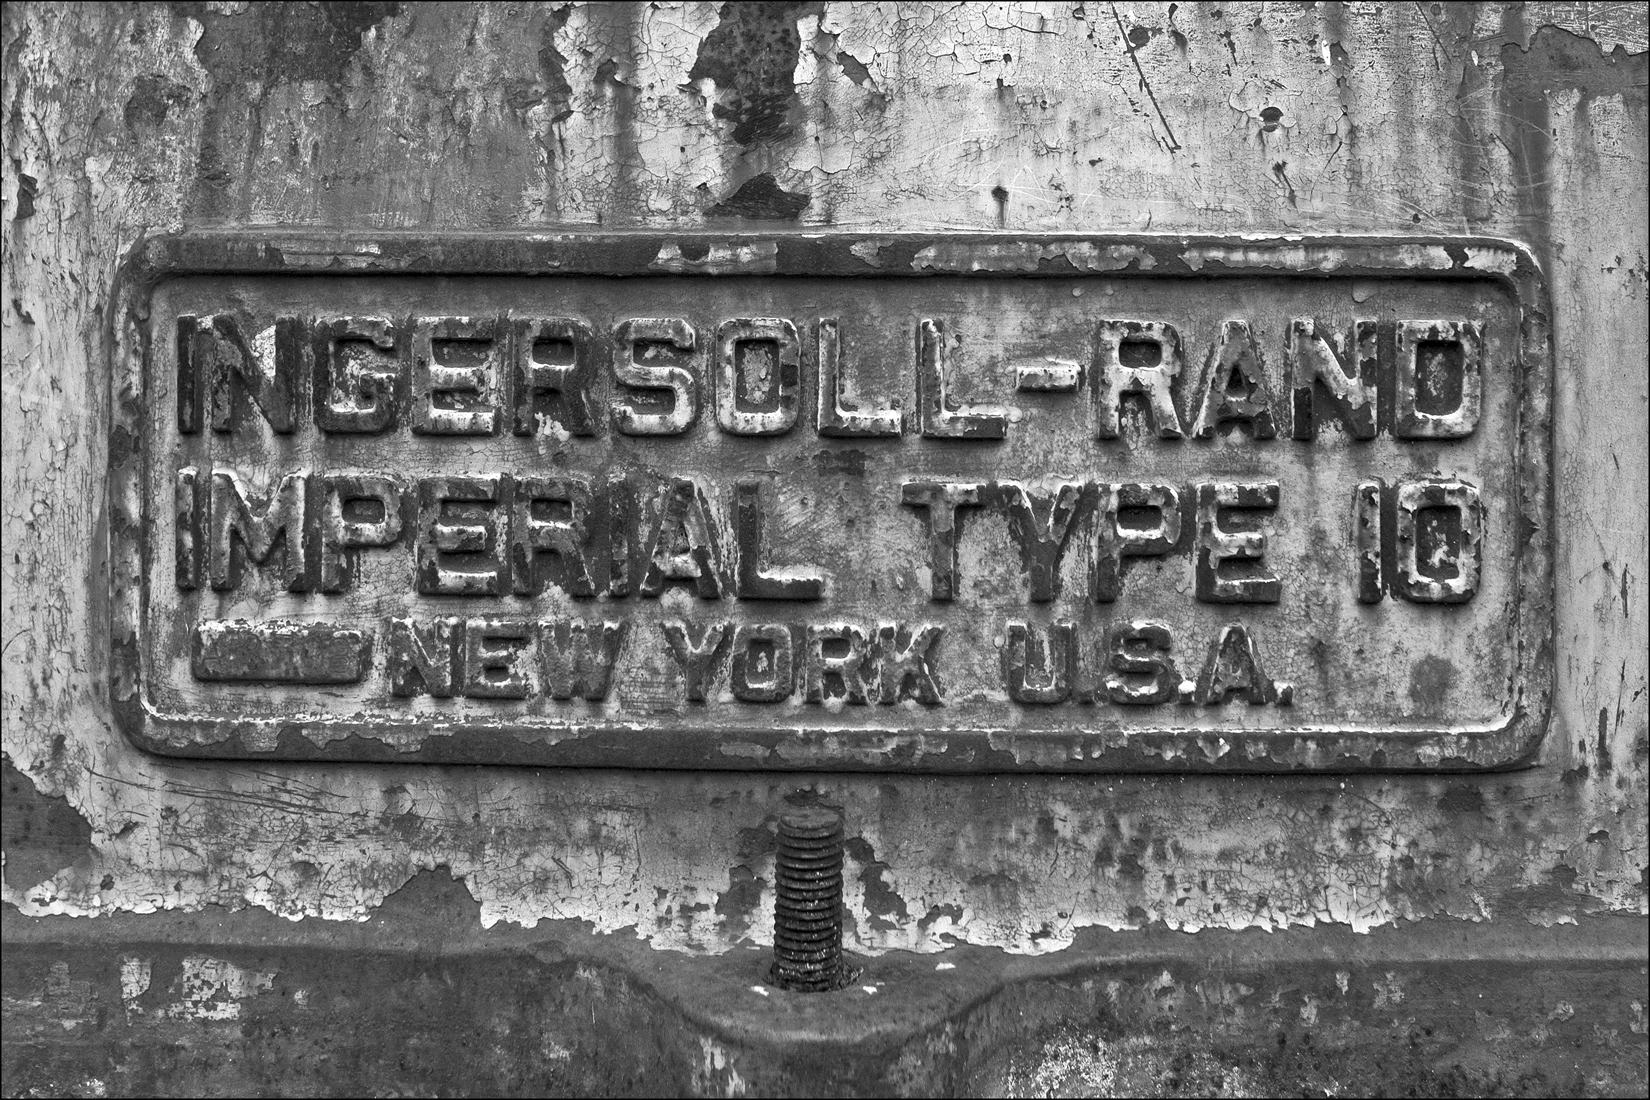 INGERSOLL-RAND
IMPERIAL TYPE 10
NEW YORK U.S.A.